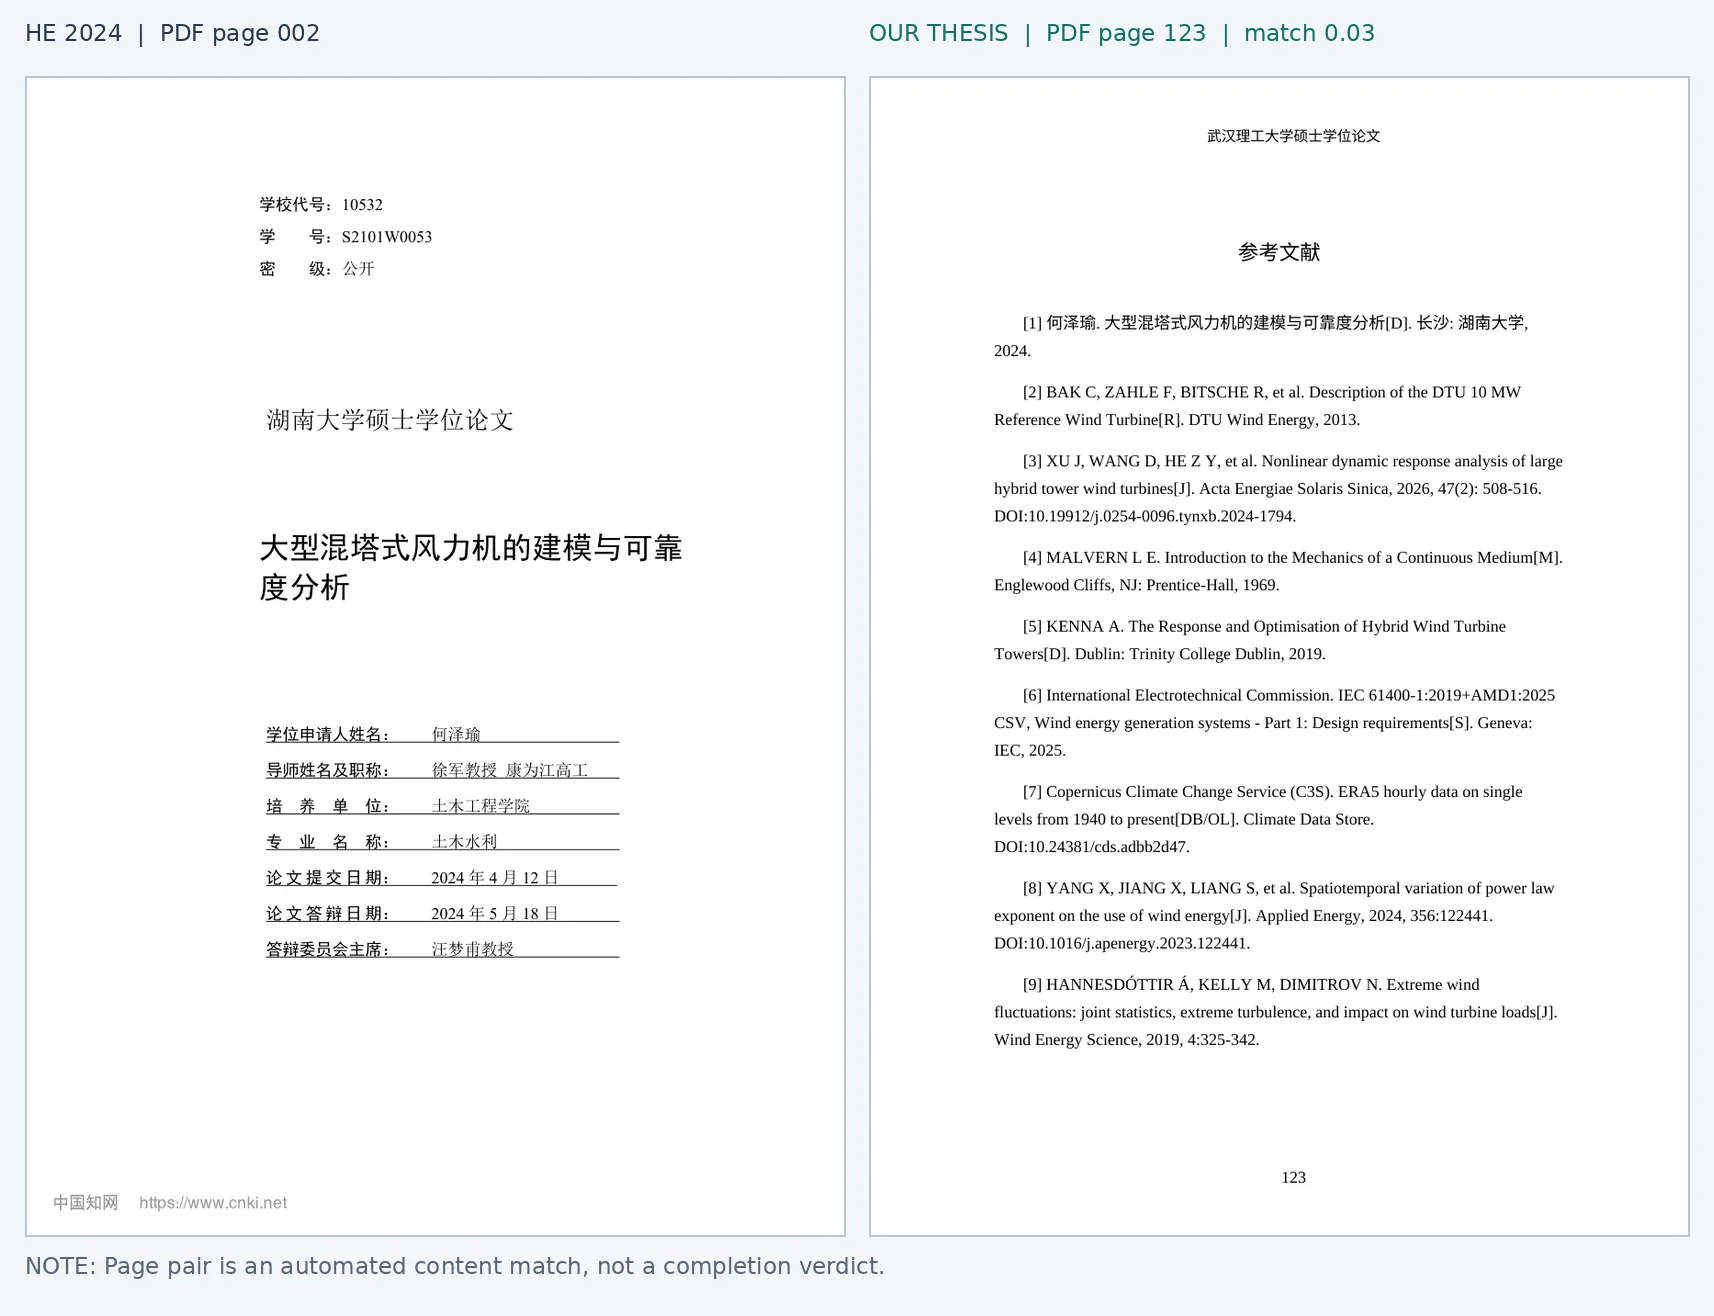 HE 2024 | PDF page 002
OUR THESIS | PDF page 123 | match 0.03
学校代号：10532
学 号：S2101W0053
密 级：公开
湖南大学硕士学位论文
大型混塔式风力机的建模与可靠
度分析
学位申请人姓名： 何泽瑜
导师姓名及职称： 徐军教授 康为江高工
培 养 单 位： 土木工程学院
专 业 名 称： 土木水利
论文提交日期： 2024 年 4 月 12 日
论文答辩日期： 2024 年 5 月 18 日
答辩委员会主席： 汪梦甫教授
中国知网 https://www.cnki.net
武汉理工大学硕士学位论文
参考文献
[1] 何泽瑜. 大型混塔式风力机的建模与可靠度分析[D]. 长沙: 湖南大学,
2024.
[2] BAK C, ZAHLE F, BITSCHE R, et al. Description of the DTU 10 MW
Reference Wind Turbine[R]. DTU Wind Energy, 2013.
[3] XU J, WANG D, HE Z Y, et al. Nonlinear dynamic response analysis of large
hybrid tower wind turbines[J]. Acta Energiae Solaris Sinica, 2026, 47(2): 508-516.
DOI:10.19912/j.0254-0096.tynxb.2024-1794.
[4] MALVERN L E. Introduction to the Mechanics of a Continuous Medium[M].
Englewood Cliffs, NJ: Prentice-Hall, 1969.
[5] KENNA A. The Response and Optimisation of Hybrid Wind Turbine
Towers[D]. Dublin: Trinity College Dublin, 2019.
[6] International Electrotechnical Commission. IEC 61400-1:2019+AMD1:2025
CSV, Wind energy generation systems - Part 1: Design requirements[S]. Geneva:
IEC, 2025.
[7] Copernicus Climate Change Service (C3S). ERA5 hourly data on single
levels from 1940 to present[DB/OL]. Climate Data Store.
DOI:10.24381/cds.adbb2d47.
[8] YANG X, JIANG X, LIANG S, et al. Spatiotemporal variation of power law
exponent on the use of wind energy[J]. Applied Energy, 2024, 356:122441.
DOI:10.1016/j.apenergy.2023.122441.
[9] HANNESDÓTTIR Á, KELLY M, DIMITROV N. Extreme wind
fluctuations: joint statistics, extreme turbulence, and impact on wind turbine loads[J].
Wind Energy Science, 2019, 4:325-342.
123
NOTE: Page pair is an automated content match, not a completion verdict.